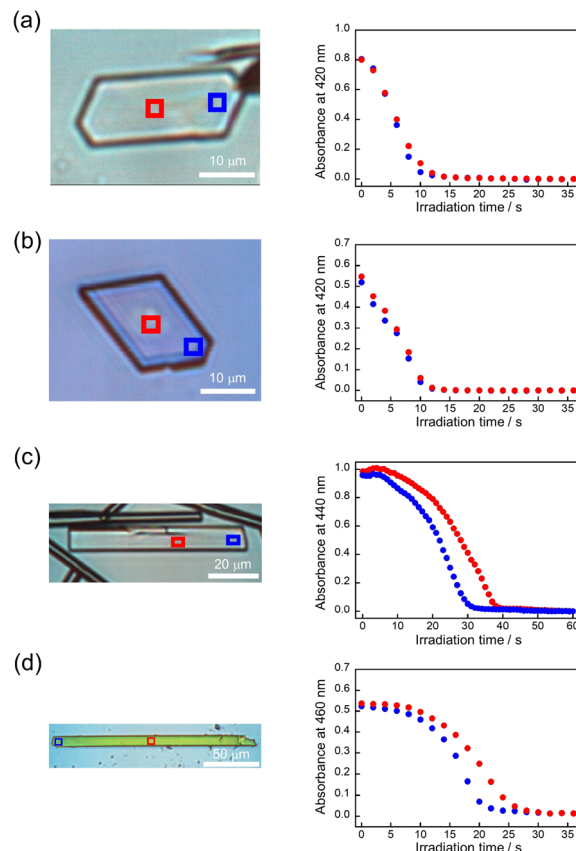 (a)
10 μm
Absorbance at 420 nm
1.0
0.8
0.6
0.4
0.2
0.0
0 5 10 15 20 25 30 35
Irradiation time / s
(b)
10 μm
Absorbance at 420 nm
0.7
0.6
0.5
0.4
0.3
0.2
0.1
0.0
0 5 10 15 20 25 30 35
Irradiation time / s
(c)
20 μm
Absorbance at 440 nm
1.0
0.8
0.6
0.4
0.2
0.0
0 10 20 30 40 50 60
Irradiation time / s
(d)
50 μm
Absorbance at 460 nm
0.7
0.6
0.5
0.4
0.3
0.2
0.1
0.0
0 5 10 15 20 25 30 35
Irradiation time / s